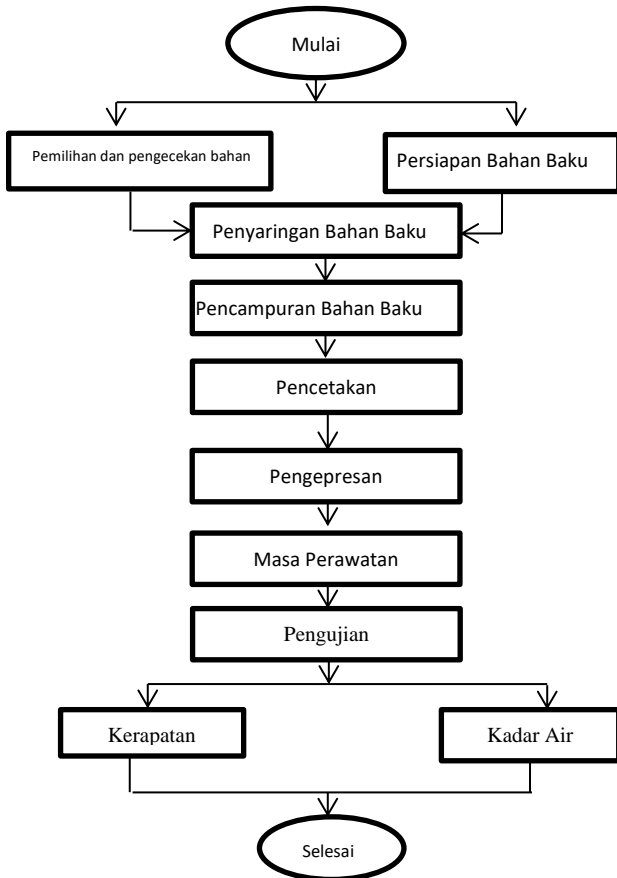 Mulai
Pemilihan dan pengecekan bahan
Persiapan Bahan Baku
Penyaringan Bahan Baku
Pencampuran Bahan Baku
Pencetakan
Pengepresan
Masa Perawatan
Pengujian
Kerapatan
Kadar Air
Selesai